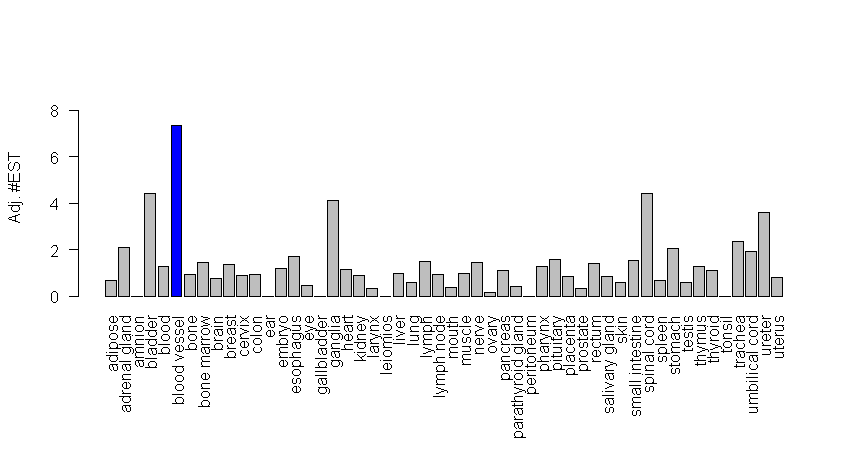 Adj. #EST
8
6
4
2
0
adipose
adrenal gland
amnion
bladder
blood
blood vessel
bone
bone marrow
brain
breast
cervix
colon
ear
embryo
esophagus
eye
gallbladder
ganglia
heart
kidney
larynx
leiomios
liver
lung
lymph
lymph node
mouth
muscle
nerve
ovary
pancreas
parathyroid gland
peritoneum
pharynx
pituitary
placenta
prostate
rectum
salivary gland
skin
small intestine
spinal cord
spleen
stomach
testis
thymus
thyroid
tonsil
trachea
umbilical cord
ureter
uterus